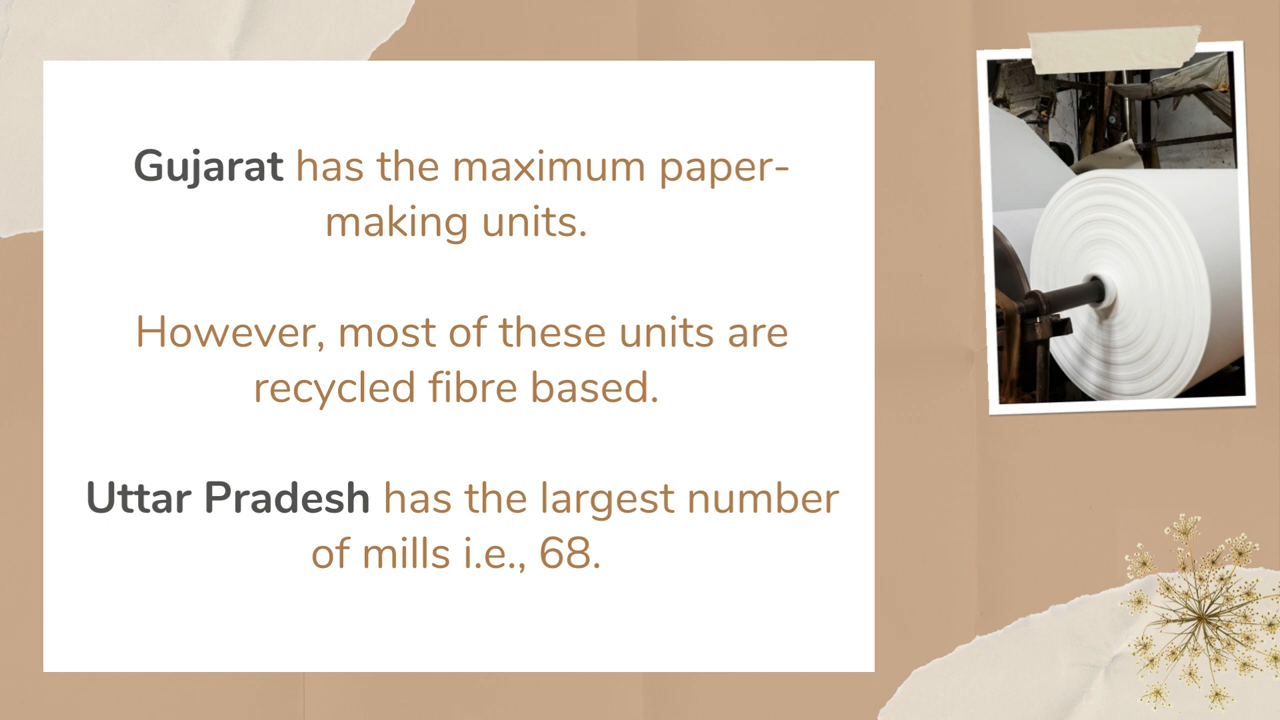 Gujarat has the maximum paper-
making units.
However, most of these units are
recycled fibre based.
Uttar Pradesh has the largest number
of mills i.e., 68.